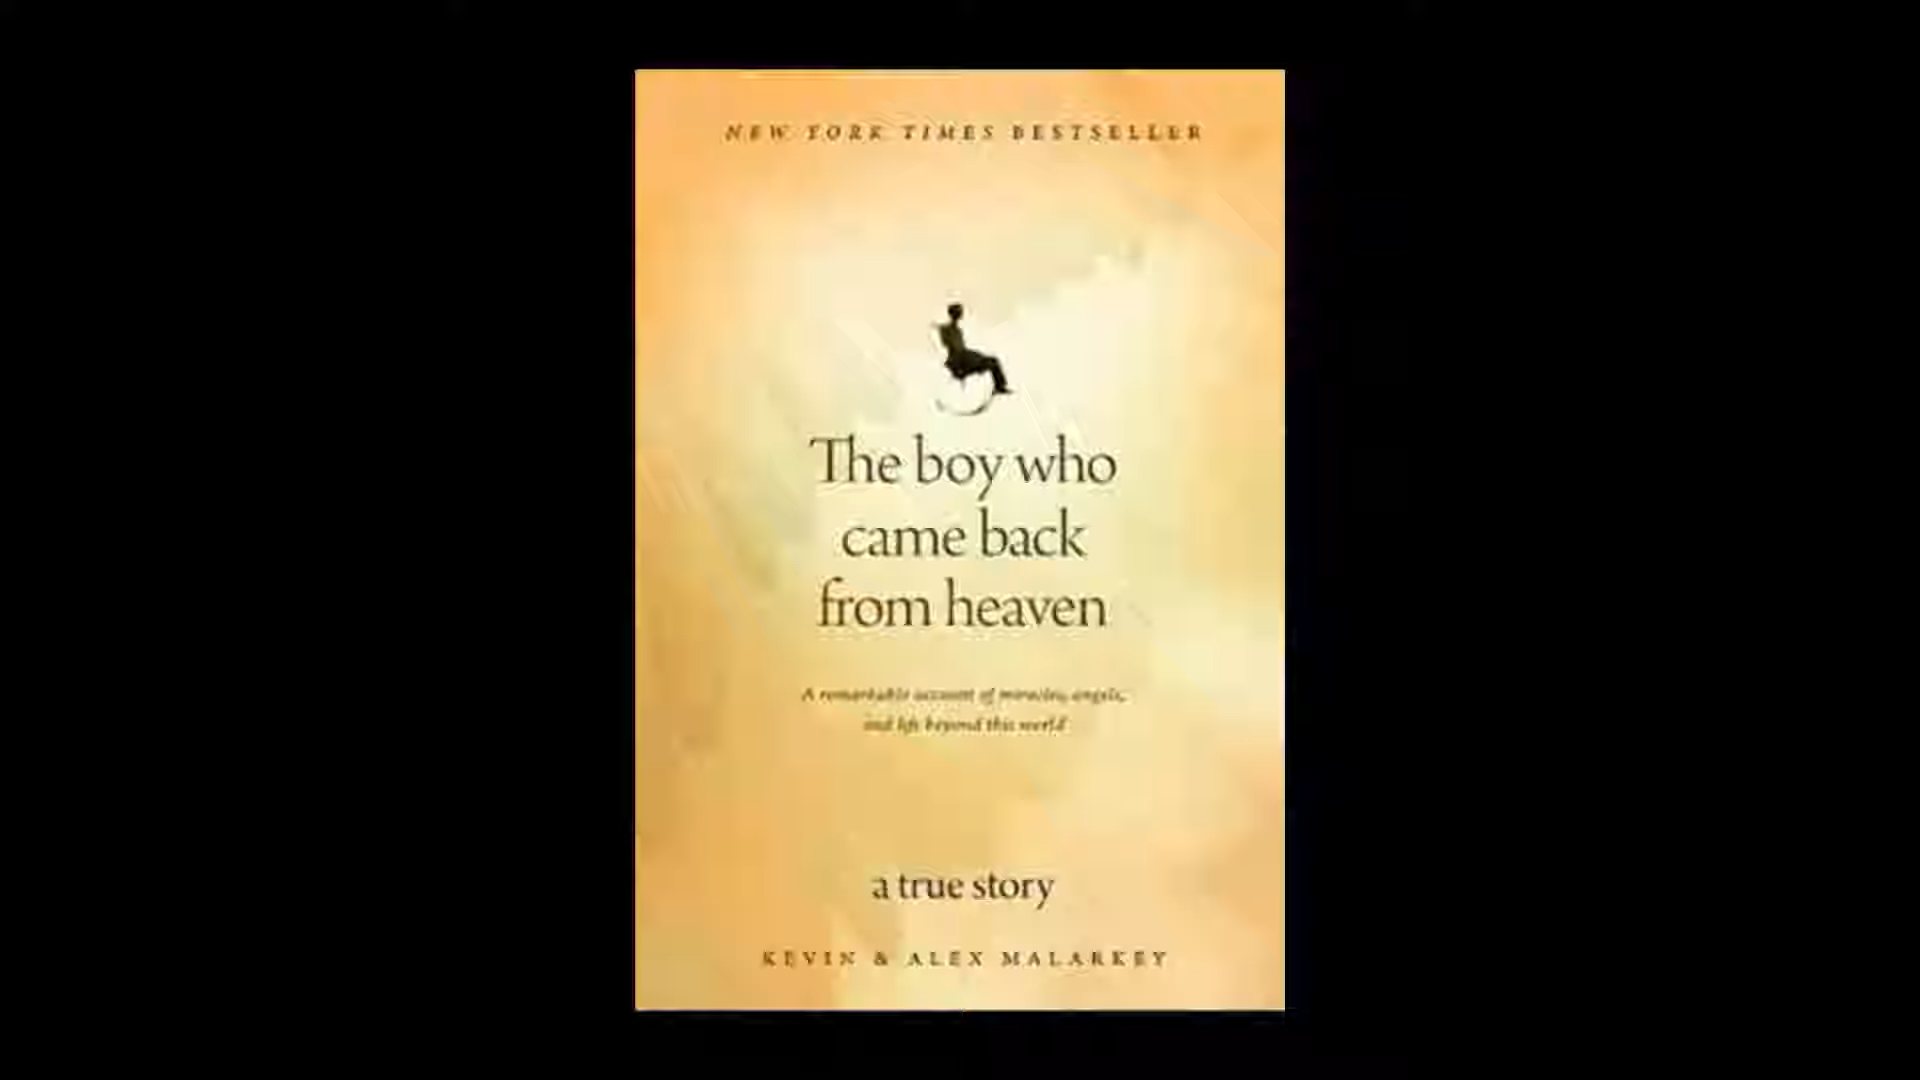 NEW YORK TIMES BESTSELLER
The boy who
came back
from heaven
A remarkable account of miracles, angels,
and life beyond this world
a true story
KEVIN & ALEX MALARKEY